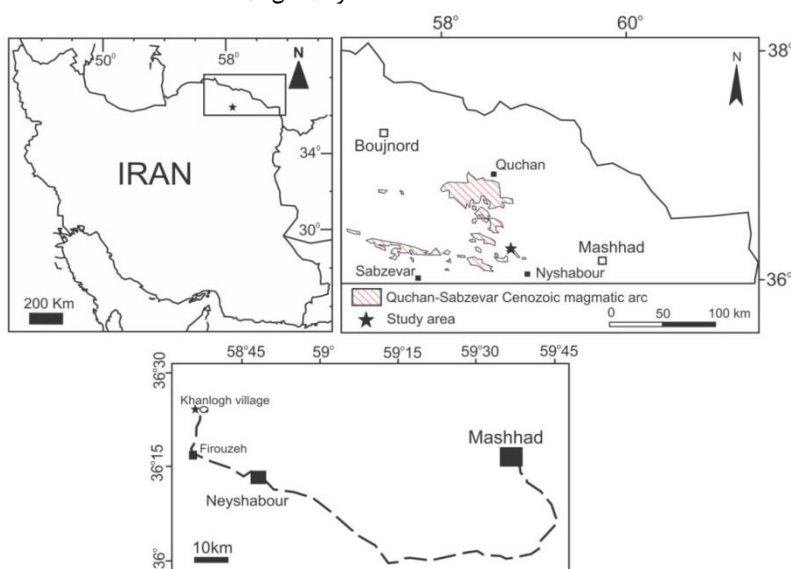 50°
58°
N
34°
IRAN
30°
200 Km
58°
60°
38°
N
Boujnord
Quchan
Mashhad
Sabzevar
Nyshabour
36°
Quchan-Sabzevar Cenozoic magmatic arc
Study area
0 50 100 km
58°45 59° 59°15 59°30 59°45
36°30
Khanlogh village
Mashhad
Firouzeh
36°15
Neyshabour
10km
36°